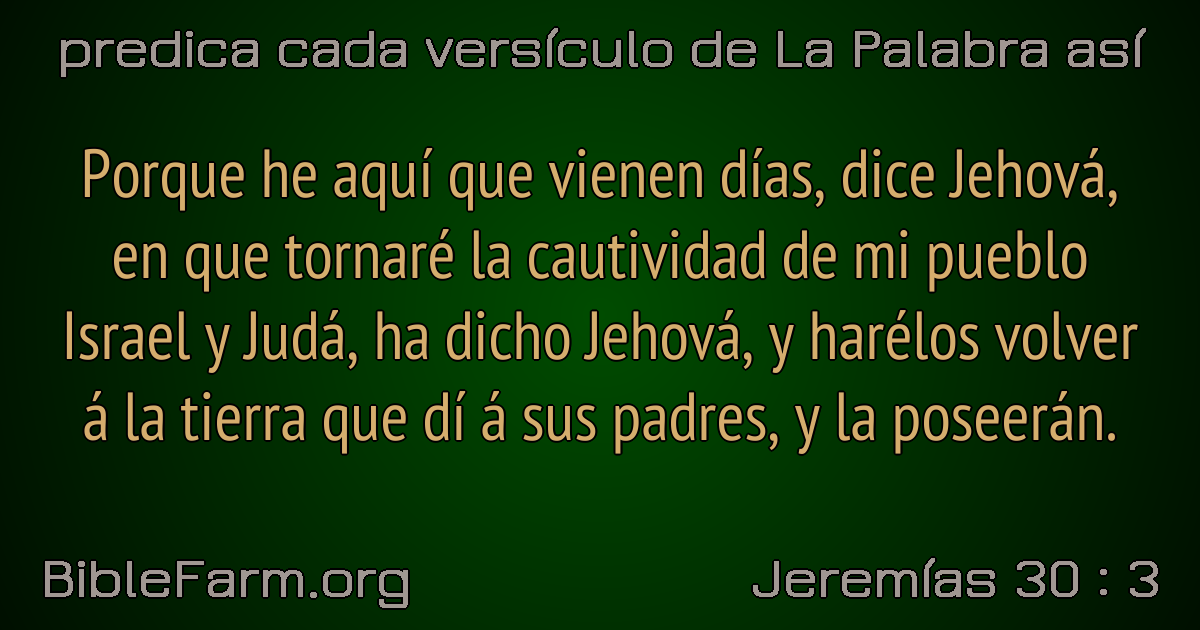 predica cada versículo de La Palabra así
Porque he aquí que vienen días, dice Jehová,
en que tornaré la cautividad de mi pueblo
Israel y Judá, ha dicho Jehová, y harélos volver
á la tierra que dí á sus padres, y la poseerán.
BibleFarm.org
Jeremías 30 : 3